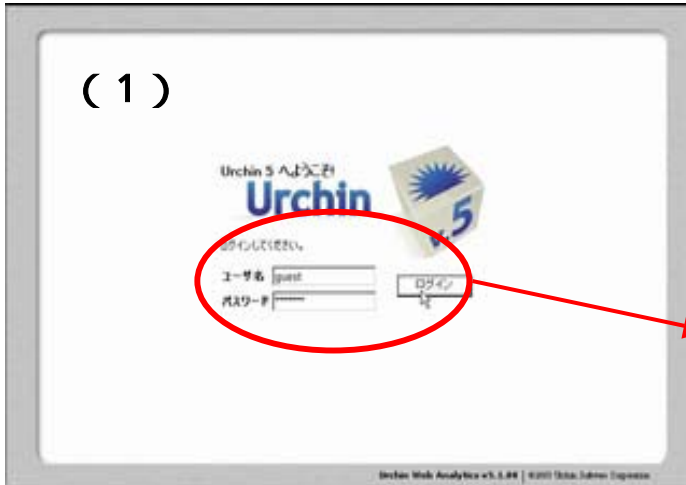 (1)
Urchin 5 へようこそ!
Urchin
v.5
ログインしてください。
ユーザ名 guest
パスワード *******
ログイン
Urchin Web Analytics v5.1.00 | ©2003